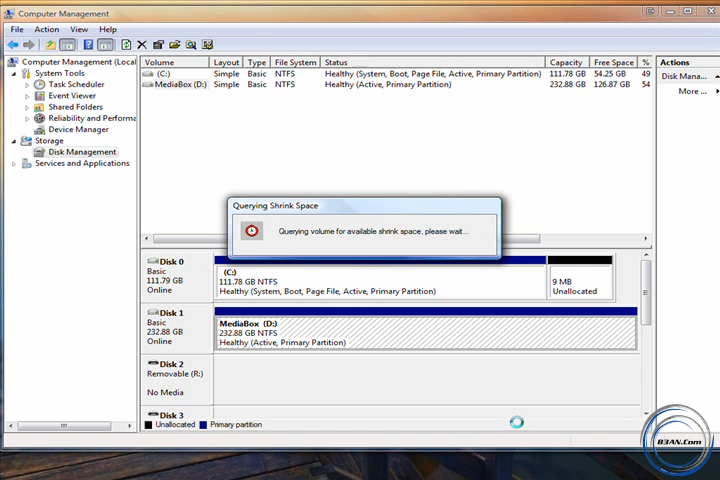 Computer Management
File Action View Help
Computer Management (Local
System Tools
Task Scheduler
Event Viewer
Shared Folders
Reliability and Performa
Device Manager
Storage
Disk Management
Services and Applications
Volume Layout Type File System Status Capacity Free Space %
(C:) Simple Basic NTFS Healthy (System, Boot, Page File, Active, Primary Partition) 111.78 GB 54.25 GB 49
MediaBox (D:) Simple Basic NTFS Healthy (Active, Primary Partition) 232.88 GB 126.87 GB 54
Actions
Disk Mana...
More ...
Querying Shrink Space
Querying volume for available shrink space, please wait...
Disk 0
Basic
111.79 GB
Online
(C:)
111.78 GB NTFS
Healthy (System, Boot, Page File, Active, Primary Partition)
9 MB
Unallocated
Disk 1
Basic
232.88 GB
Online
MediaBox (D:)
232.88 GB NTFS
Healthy (Active, Primary Partition)
Disk 2
Removable (R:)
No Media
Disk 3
Unallocated Primary partition
B3AN.Com